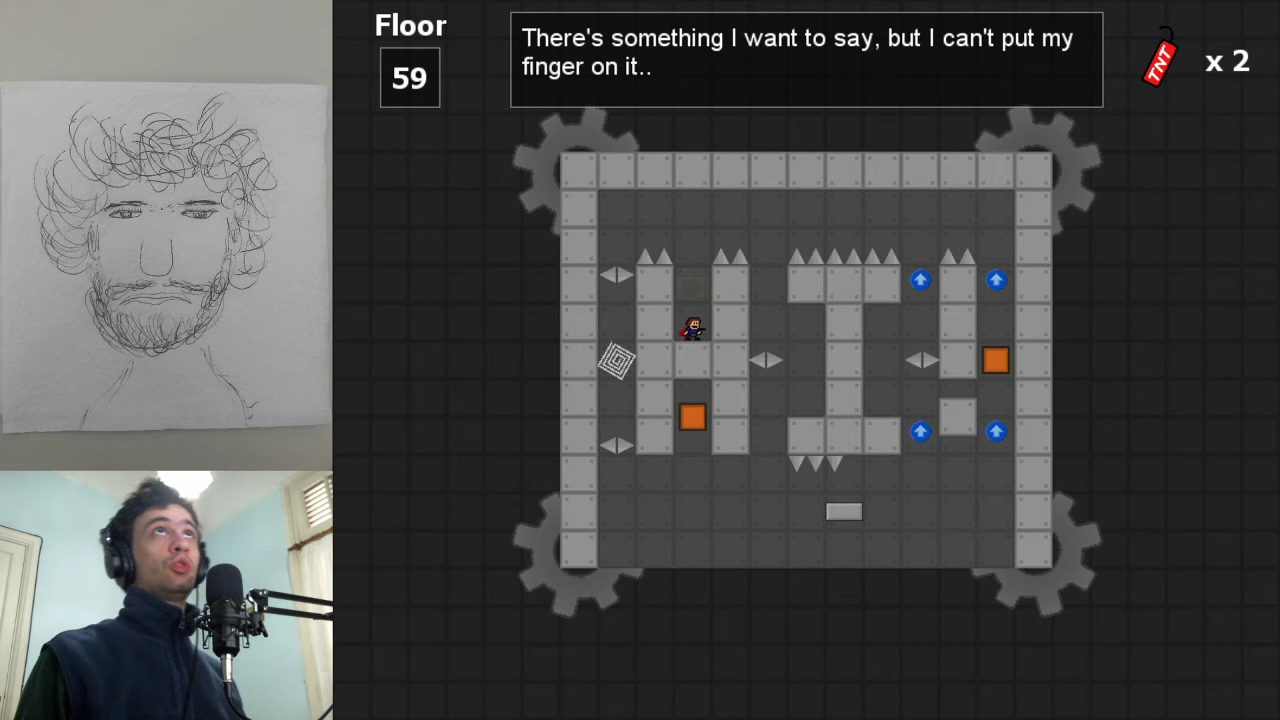 Floor
59
There's something I want to say, but I can't put my
finger on it..
TNT
x 2